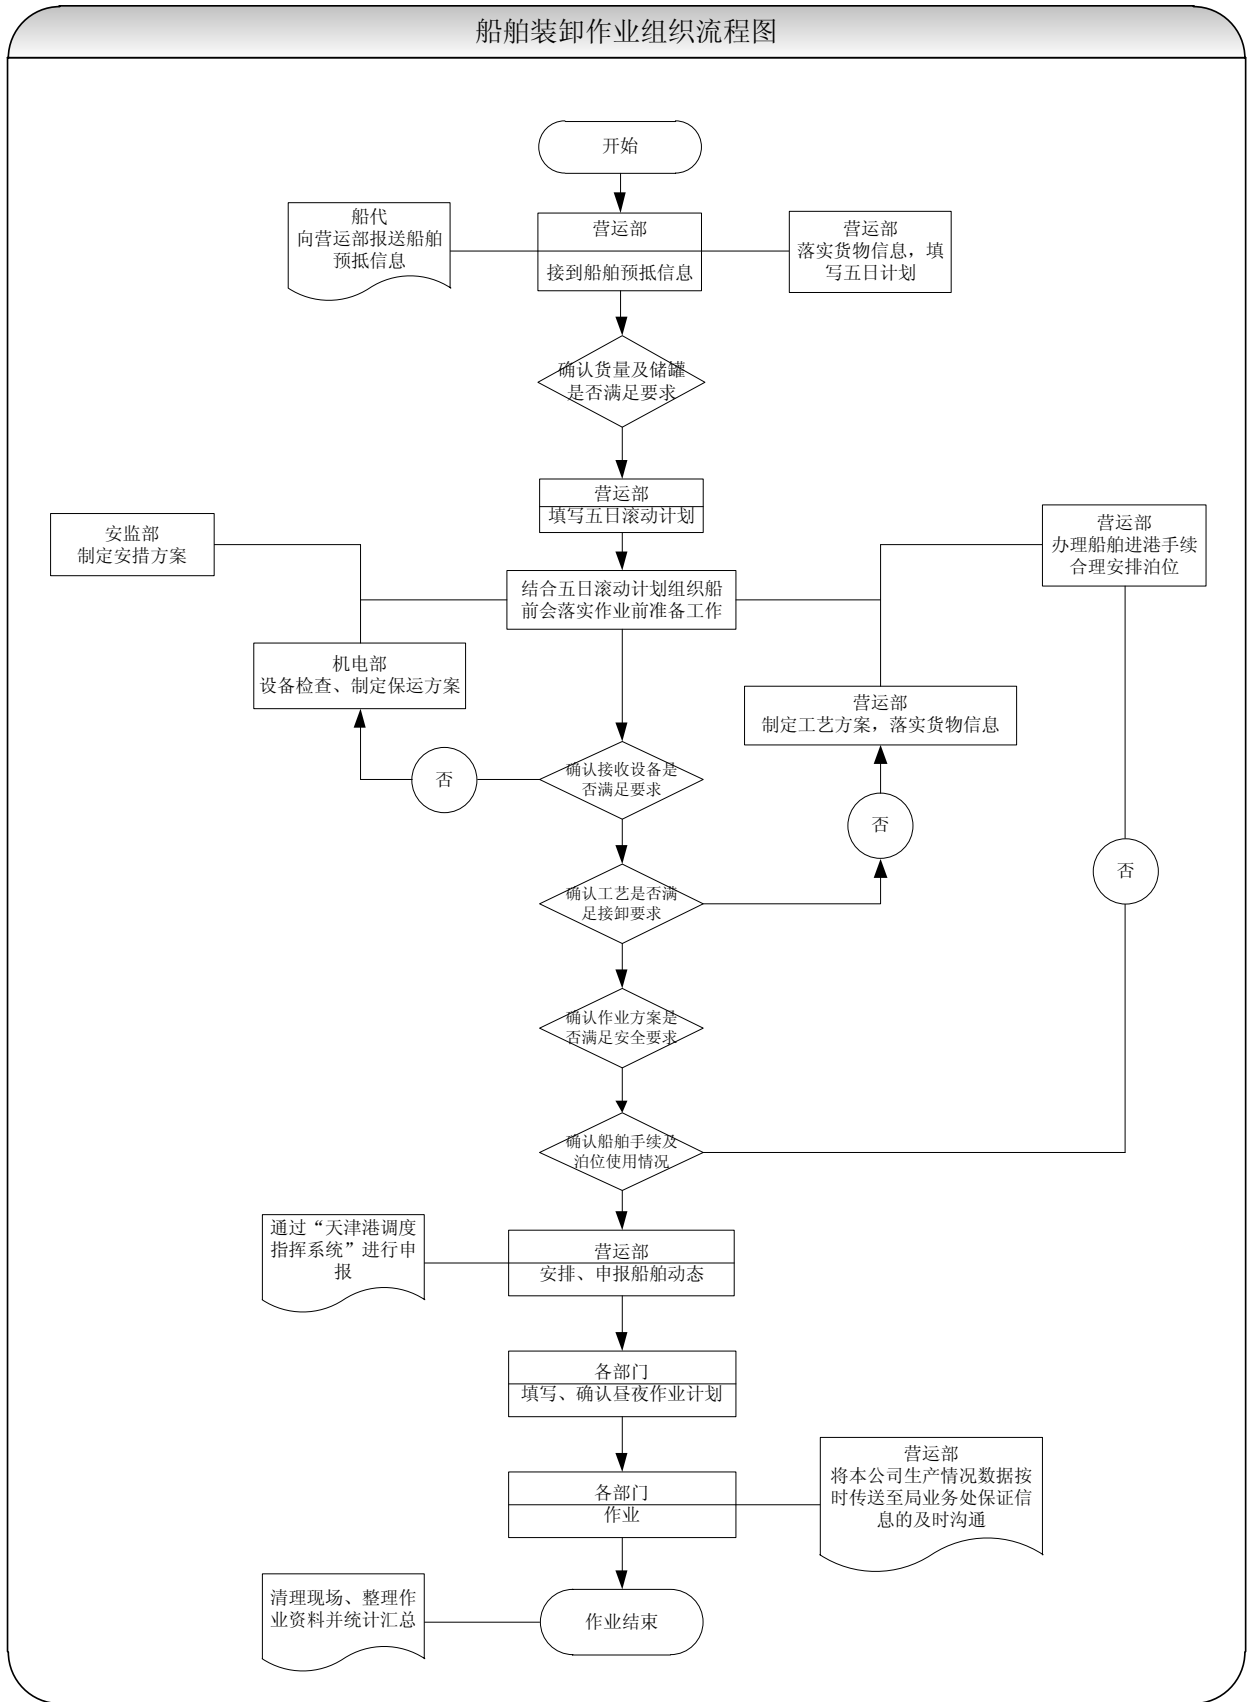 船舶装卸作业组织流程图
开始
船代
向营运部报送船舶
预抵信息
营运部
接到船舶预抵信息
营运部
落实货物信息，填
写五日计划
确认货量及储罐
是否满足要求
营运部
填写五日滚动计划
安监部
制定安措方案
结合五日滚动计划组织船
前会落实作业前准备工作
营运部
办理船舶进港手续
合理安排泊位
机电部
设备检查、制定保运方案
营运部
制定工艺方案，落实货物信息
确认接收设备是
否满足要求
否
否
否
确认工艺是否满
足接卸要求
确认作业方案是
否满足安全要求
确认船舶手续及
泊位使用情况
通过“天津港调度
指挥系统”进行申
报
营运部
安排、申报船舶动态
各部门
填写、确认昼夜作业计划
各部门
作业
营运部
将本公司生产情况数据按
时传送至局业务处保证信
息的及时沟通
清理现场、整理作
业资料并统计汇总
作业结束